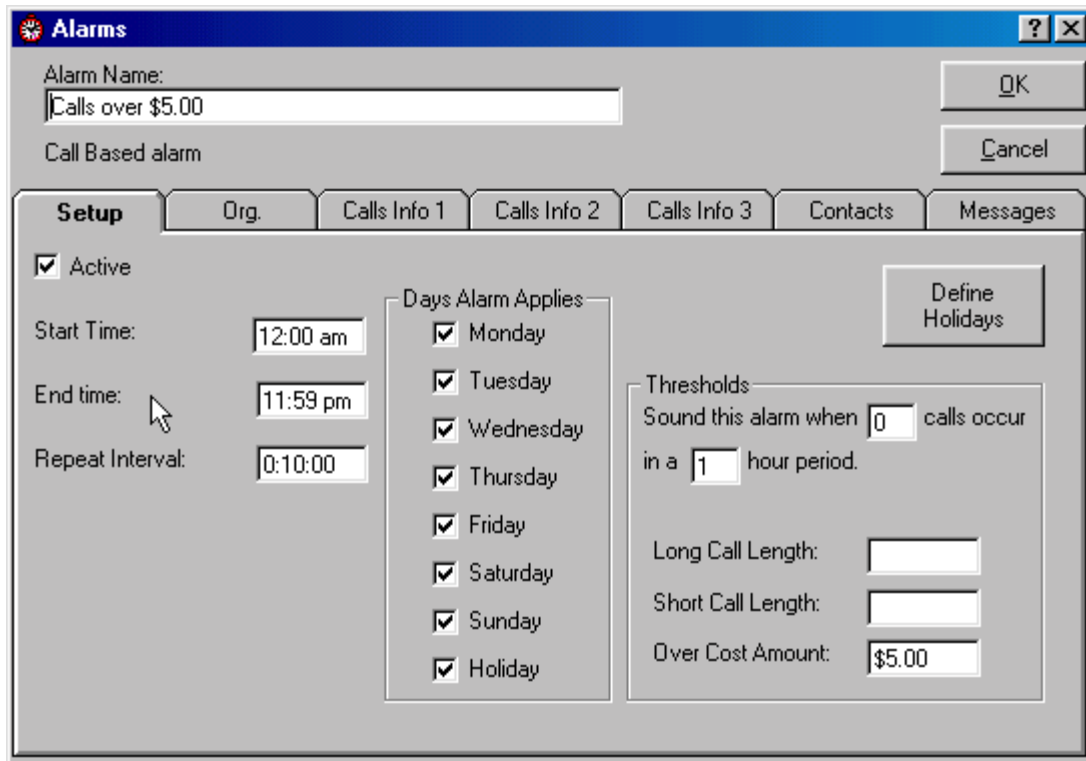 Alarms
Alarm Name:
Calls over $5.00
Call Based alarm
OK
Cancel
Setup
Org.
Calls Info 1
Calls Info 2
Calls Info 3
Contacts
Messages
Active
Start Time:
12:00 am
End time:
11:59 pm
Repeat Interval:
0:10:00
Days Alarm Applies
Monday
Tuesday
Wednesday
Thursday
Friday
Saturday
Sunday
Holiday
Define
Holidays
Thresholds
Sound this alarm when 0 calls occur
in a 1 hour period.
Long Call Length:
Short Call Length:
Over Cost Amount: $5.00